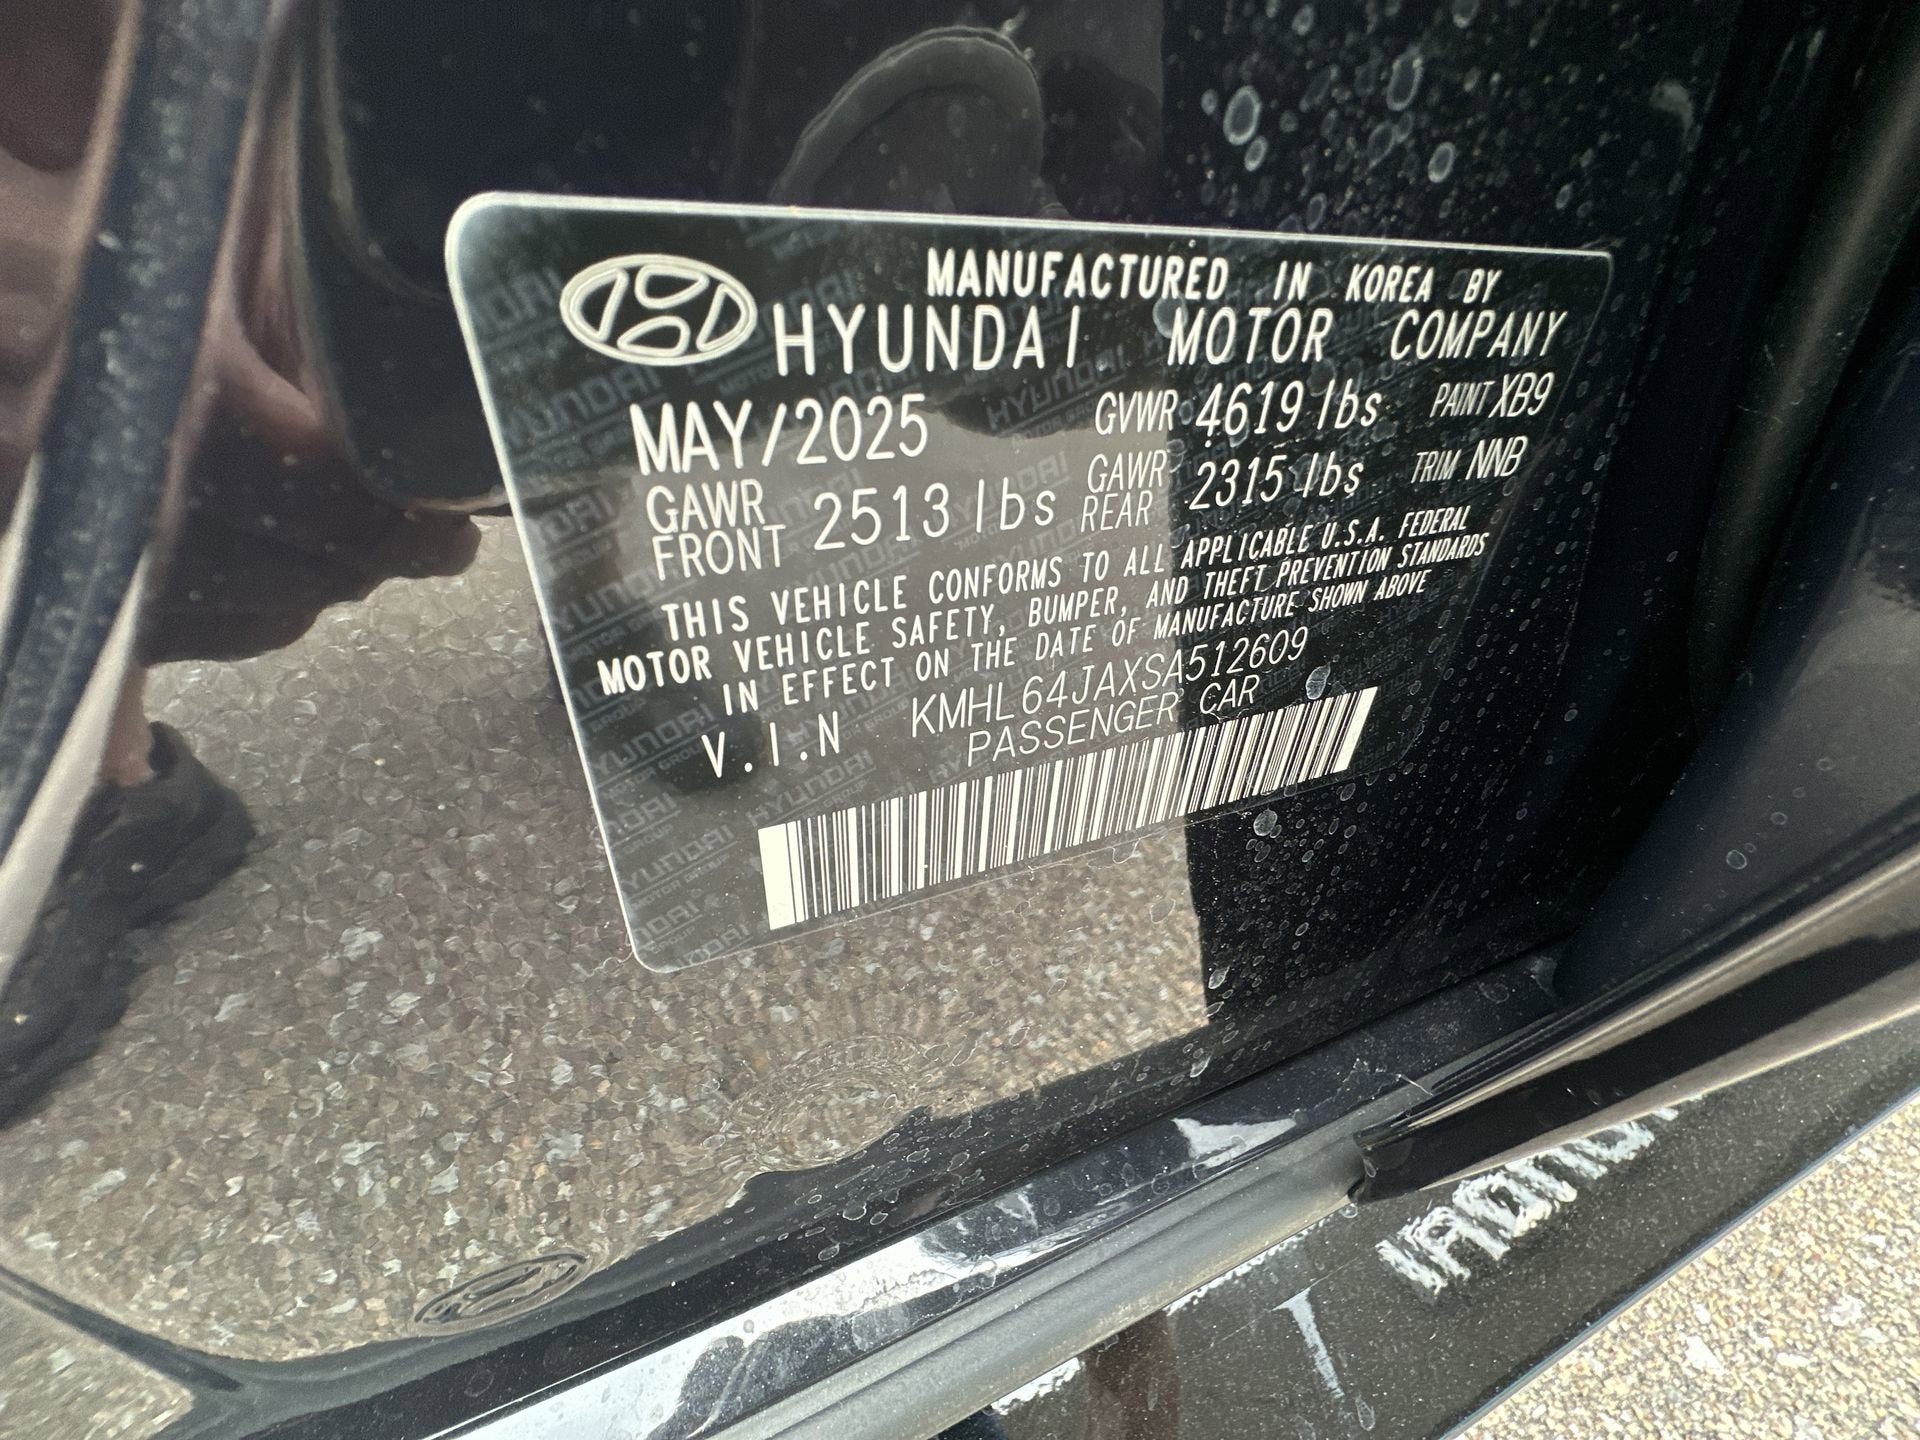 MANUFACTURED IN KOREA BY
HYUNDAI MOTOR COMPANY
MAY/2025 GVWR 4619 lbs PAINT XB9
GAWR FRONT 2513 lbs GAWR REAR 2315 lbs TRIM NNB
THIS VEHICLE CONFORMS TO ALL APPLICABLE U.S.A. FEDERAL
MOTOR VEHICLE SAFETY, BUMPER, AND THEFT PREVENTION STANDARDS
IN EFFECT ON THE DATE OF MANUFACTURE SHOWN ABOVE
V.I.N KMHL64JAXSA512609
PASSENGER CAR